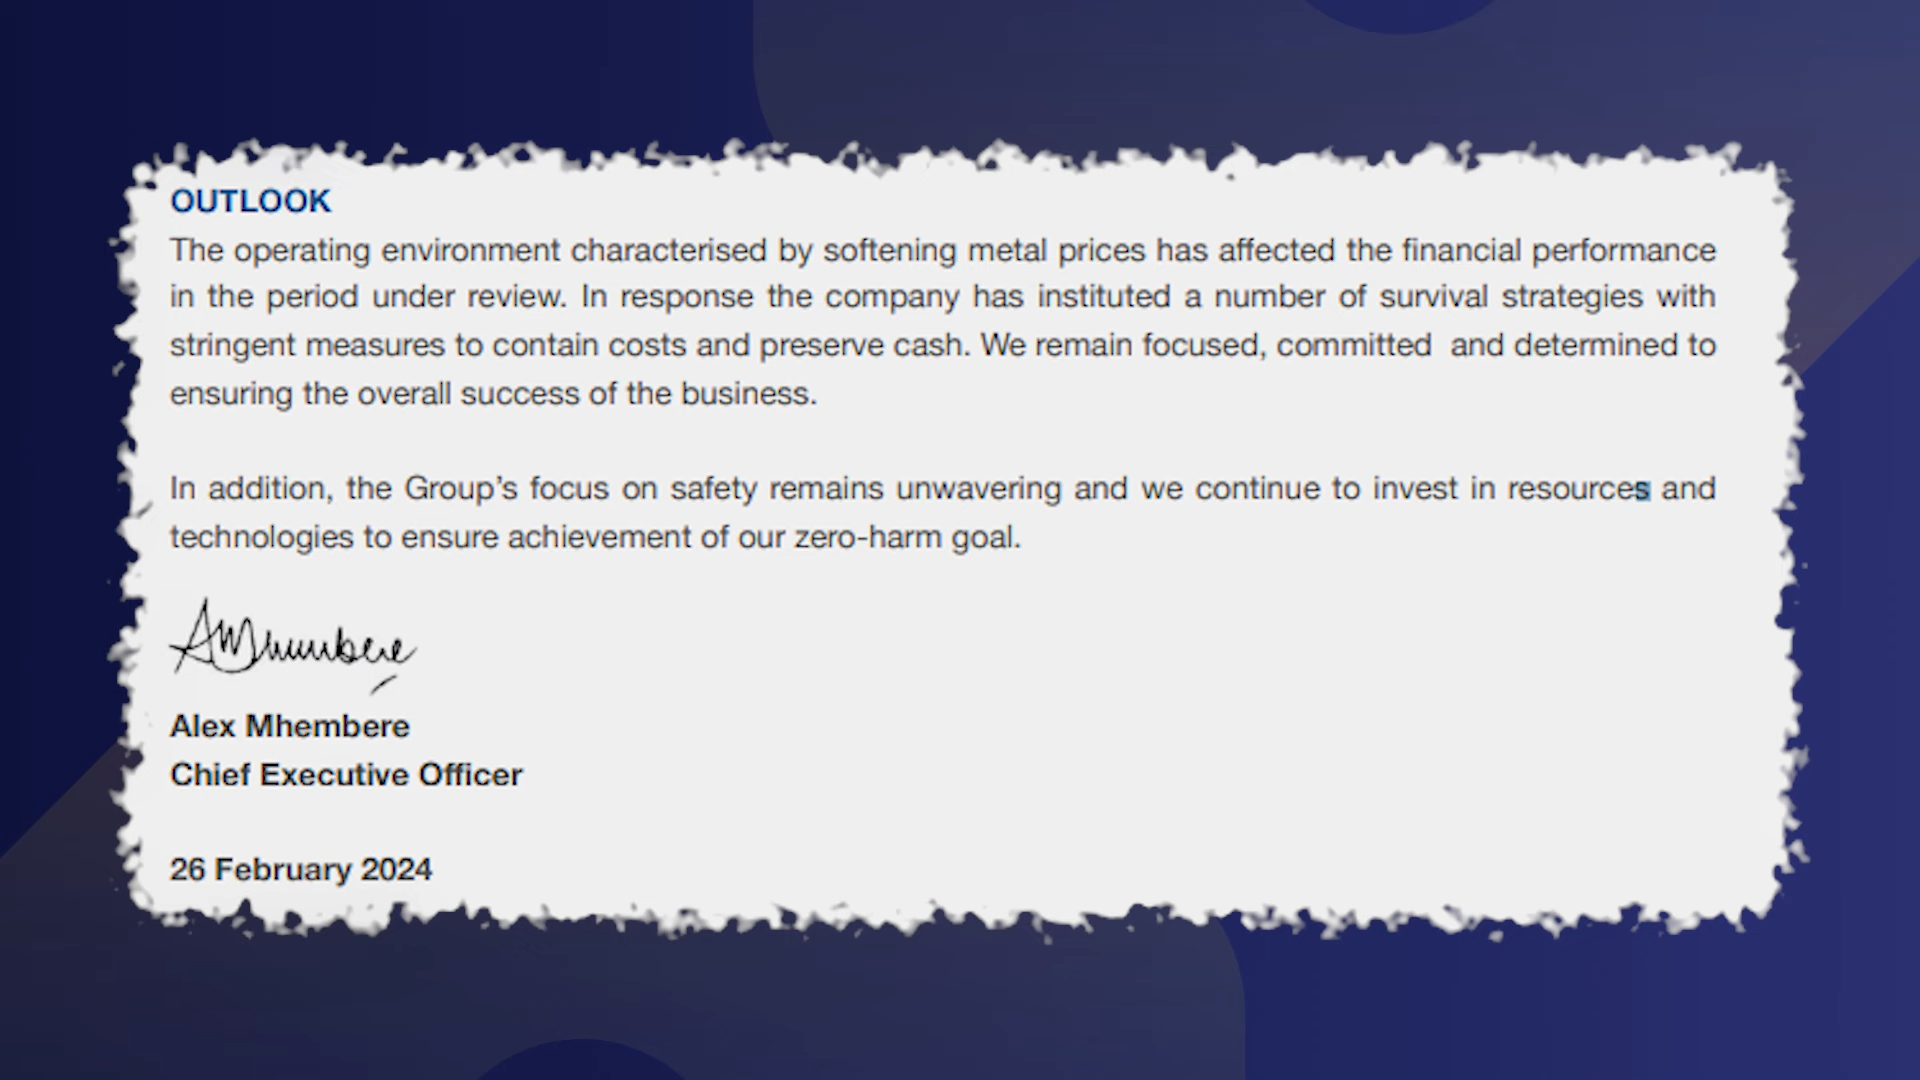 OUTLOOK
The operating environment characterised by softening metal prices has affected the financial performance
in the period under review. In response the company has instituted a number of survival strategies with
stringent measures to contain costs and preserve cash. We remain focused, committed  and determined to
ensuring the overall success of the business.
In addition, the Group's focus on safety remains unwavering and we continue to invest in resources and
technologies to ensure achievement of our zero-harm goal.
AMhembere
Alex Mhembere
Chief Executive Officer
26 February 2024